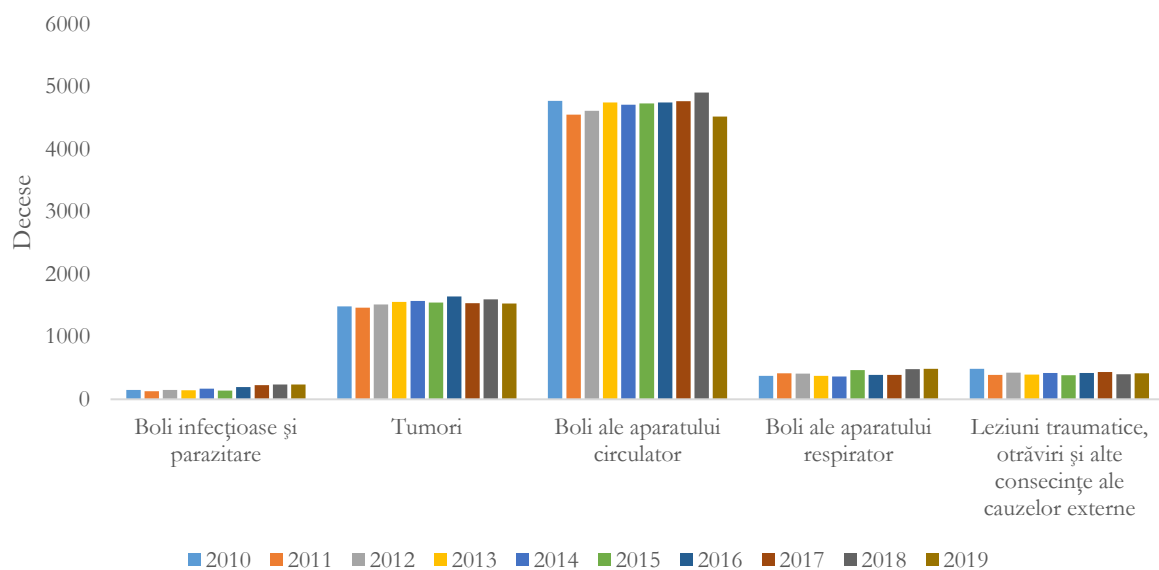 6000
5000
4000
3000
2000
1000
0
Decese
Boli infecțioase şi
parazitare
Tumori
Boli ale aparatului
circulator
Boli ale aparatului
respirator
Leziuni traumatice,
otrăviri şi alte
consecințe ale
cauzelor externe
2010 2011 2012 2013 2014 2015 2016 2017 2018 2019